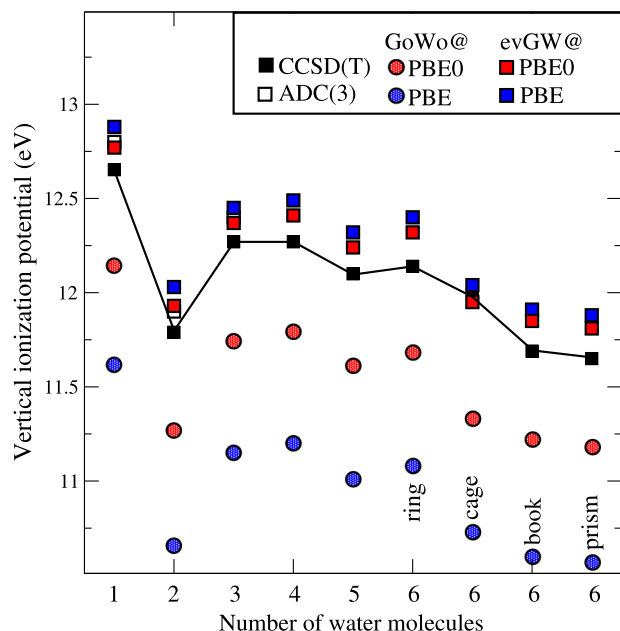 GoWo@ evGW@
CCSD(T) PBE0 PBE0
ADC(3) PBE PBE
Vertical ionization potential (eV)
13
12.5
12
11.5
11
ring
cage
book
prism
1 2 3 4 5 6 6 6 6
Number of water molecules